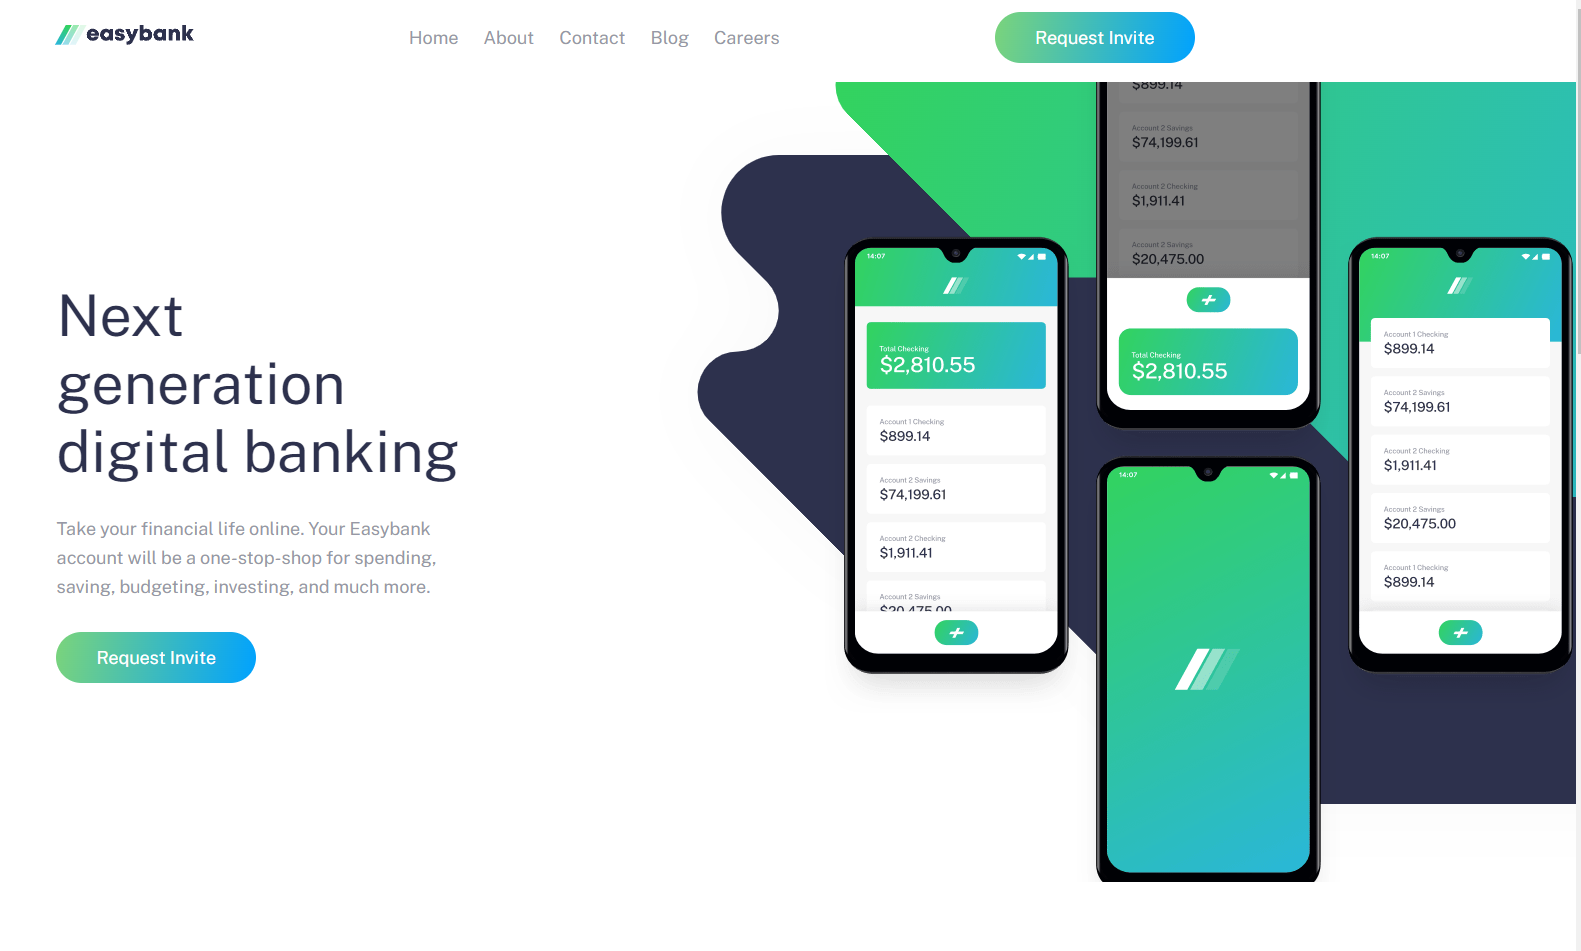 easybank
Home About Contact Blog Careers
Request Invite
Next
generation
digital banking
Take your financial life online. Your Easybank
account will be a one-stop-shop for spending,
saving, budgeting, investing, and much more.
Request Invite
14:07
Total Checking
$2,810.55
Account 1 Checking
$899.14
Account 2 Savings
$74,199.61
Account 2 Checking
$1,911.41
Account 2 Savings
$20,475.00
$899.14
Account 2 Savings
$74,199.61
Account 2 Checking
$1,911.41
Account 2 Savings
$20,475.00
Total Checking
$2,810.55
14:07
14:07
Account 1 Checking
$899.14
Account 2 Savings
$74,199.61
Account 2 Checking
$1,911.41
Account 2 Savings
$20,475.00
Account 1 Checking
$899.14